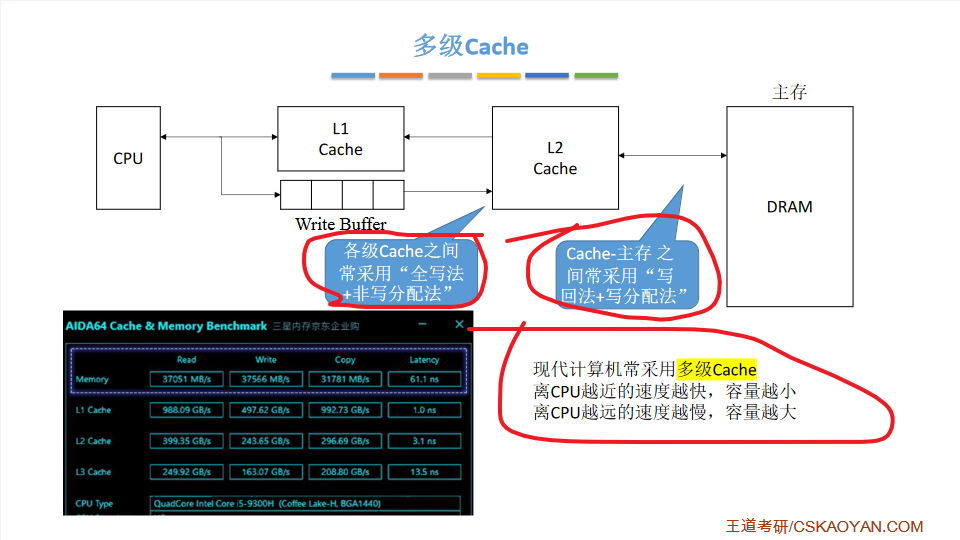 多级Cache
主存
CPU
L1
Cache
L2
Cache
DRAM
Write Buffer
各级Cache之间
常采用“全写法
+非写分配法”
Cache-主存 之
间常采用“写
回法+写分配法”
AIDA64 Cache & Memory Benchmark 三星内存京东企业购
Read Write Copy Latency
Memory 37051 MB/s 37566 MB/s 31781 MB/s 61.1 ns
L1 Cache 988.09 GB/s 497.62 GB/s 992.73 GB/s 1.0 ns
L2 Cache 399.35 GB/s 243.65 GB/s 296.69 GB/s 3.1 ns
L3 Cache 249.92 GB/s 163.07 GB/s 208.80 GB/s 13.5 ns
CPU Type QuadCore Intel Core i5-9300H (Coffee Lake-H, BGA1440)
现代计算机常采用多级Cache
离CPU越近的速度越快，容量越小
离CPU越远的速度越慢，容量越大
王道考研/CSKAOYAN.COM